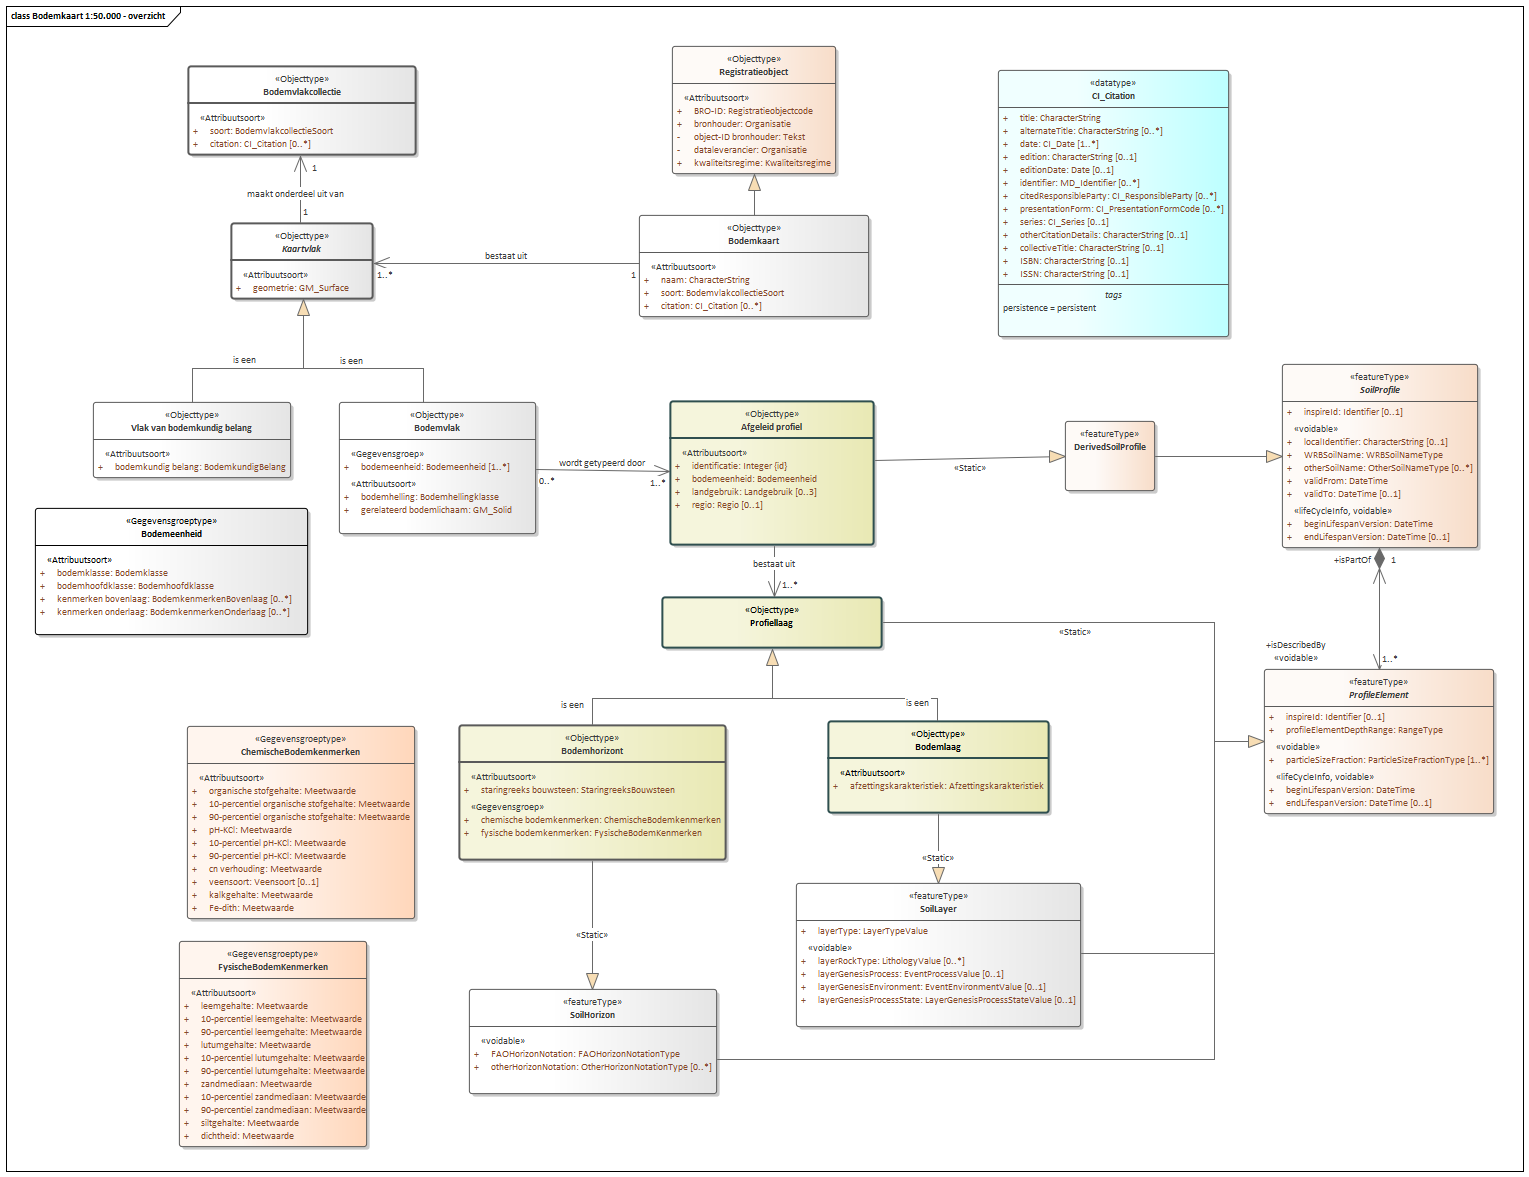 class Bodemkaart 1:50.000 - overzicht
«Objecttype»
Bodemvlakcollectie
«Attribuutsoort»
+ soort: BodemvlakcollectieSoort
+ citation: CI_Citation [0..*]
1
maakt onderdeel uit van
1
«Objecttype»
Kaartvlak
«Attribuutsoort»
+ geometrie: GM_Surface
1..*
bestaat uit
1
«Objecttype»
Registratieobject
«Attribuutsoort»
+ BRO-ID: Registratieobjectcode
+ bronhouder: Organisatie
- object-ID bronhouder: Tekst
- dataleverancier: Organisatie
+ kwaliteitsregime: Kwaliteitsregime
«Objecttype»
Bodemkaart
«Attribuutsoort»
+ naam: CharacterString
+ soort: BodemvlakcollectieSoort
+ citation: CI_Citation [0..*]
«datatype»
CI_Citation
+ title: CharacterString
+ alternateTitle: CharacterString [0..*]
+ date: CI_Date [1..*]
+ edition: CharacterString [0..1]
+ editionDate: Date [0..1]
+ identifier: MD_Identifier [0..*]
+ citedResponsibleParty: CI_ResponsibleParty [0..*]
+ presentationForm: CI_PresentationFormCode [0..*]
+ series: CI_Series [0..1]
+ otherCitationDetails: CharacterString [0..1]
+ collectiveTitle: CharacterString [0..1]
+ ISBN: CharacterString [0..1]
+ ISSN: CharacterString [0..1]
tags
persistence = persistent
is een
is een
«Objecttype»
Vlak van bodemkundig belang
«Attribuutsoort»
+ bodemkundig belang: BodemkundigBelang
«Objecttype»
Bodemvlak
«Gegevensgroep»
+ bodemeenheid: Bodemeenheid [1..*]
«Attribuutsoort»
+ bodemhelling: Bodemhellingklasse
+ gerelateerd bodemlichaam: GM_Solid
wordt getypeerd door
0..*
1..*
«Objecttype»
Afgeleid profiel
«Attribuutsoort»
+ identificatie: Integer {id}
+ bodemeenheid: Bodemeenheid
+ landgebruik: Landgebruik [0..3]
+ regio: Regio [0..1]
«Static»
«featureType»
DerivedSoilProfile
«featureType»
SoilProfile
+ inspireId: Identifier [0..1]
«voidable»
+ localIdentifier: CharacterString [0..1]
+ WRBSoilName: WRBSoilNameType
+ otherSoilName: OtherSoilNameType [0..*]
+ validFrom: DateTime
+ validTo: DateTime [0..1]
«lifeCycleInfo, voidable»
+ beginLifespanVersion: DateTime
+ endLifespanVersion: DateTime [0..1]
+isPartOf
1
«Gegevensgroeptype»
Bodemeenheid
«Attribuutsoort»
+ bodemklasse: Bodemklasse
+ bodemhoofdklasse: Bodemhoofdklasse
+ kenmerken bovenlaag: BodemkenmerkenBovenlaag [0..*]
+ kenmerken onderlaag: BodemkenmerkenOnderlaag [0..*]
bestaat uit
1..*
«Objecttype»
Profiellaag
«Static»
+isDescribedBy
«voidable»
1..*
«featureType»
ProfileElement
+ inspireId: Identifier [0..1]
+ profileElementDepthRange: RangeType
«voidable»
+ particleSizeFraction: ParticleSizeFractionType [1..*]
«lifeCycleInfo, voidable»
+ beginLifespanVersion: DateTime
+ endLifespanVersion: DateTime [0..1]
is een
is een
«Objecttype»
Bodemhorizont
«Attribuutsoort»
+ staringreeks bouwsteen: StaringreeksBouwsteen
«Gegevensgroep»
+ chemische bodemkenmerken: ChemischeBodemkenmerken
+ fysische bodemkenmerken: FysischeBodemKenmerken
«Objecttype»
Bodemlaag
«Attribuutsoort»
+ afzettingskarakteristiek: Afzettingskarakteristiek
«Static»
«featureType»
SoilLayer
+ layerType: LayerTypeValue
«voidable»
+ layerRockType: LithologyValue [0..*]
+ layerGenesisProcess: EventProcessValue [0..1]
+ layerGenesisEnvironment: EventEnvironmentValue [0..1]
+ layerGenesisProcessState: LayerGenesisProcessStateValue [0..1]
«Static»
«featureType»
SoilHorizon
«voidable»
+ FAOHorizonNotation: FAOHorizonNotationType
+ otherHorizonNotation: OtherHorizonNotationType [0..*]
«Gegevensgroeptype»
ChemischeBodemkenmerken
«Attribuutsoort»
+ organische stofgehalte: Meetwaarde
+ 10-percentiel organische stofgehalte: Meetwaarde
+ 90-percentiel organische stofgehalte: Meetwaarde
+ pH-KCl: Meetwaarde
+ 10-percentiel pH-KCl: Meetwaarde
+ 90-percentiel pH-KCl: Meetwaarde
+ cn verhouding: Meetwaarde
+ veensoort: Veensoort [0..1]
+ kalkgehalte: Meetwaarde
+ Fe-dith: Meetwaarde
«Gegevensgroeptype»
FysischeBodemKenmerken
«Attribuutsoort»
+ leemgehalte: Meetwaarde
+ 10-percentiel leemgehalte: Meetwaarde
+ 90-percentiel leemgehalte: Meetwaarde
+ lutumgehalte: Meetwaarde
+ 10-percentiel lutumgehalte: Meetwaarde
+ 90-percentiel lutumgehalte: Meetwaarde
+ zandmediaan: Meetwaarde
+ 10-percentiel zandmediaan: Meetwaarde
+ 90-percentiel zandmediaan: Meetwaarde
+ siltgehalte: Meetwaarde
+ dichtheid: Meetwaarde